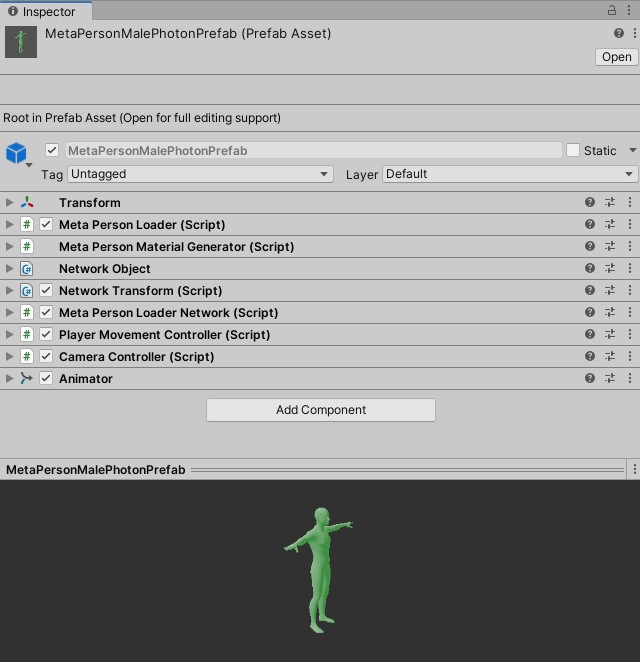 Inspector
MetaPersonMalePhotonPrefab (Prefab Asset)
Open
Root in Prefab Asset (Open for full editing support)
MetaPersonMalePhotonPrefab
Static
Tag Untagged Layer Default
Transform
Meta Person Loader (Script)
Meta Person Material Generator (Script)
Network Object
Network Transform (Script)
Meta Person Loader Network (Script)
Player Movement Controller (Script)
Camera Controller (Script)
Animator
Add Component
MetaPersonMalePhotonPrefab